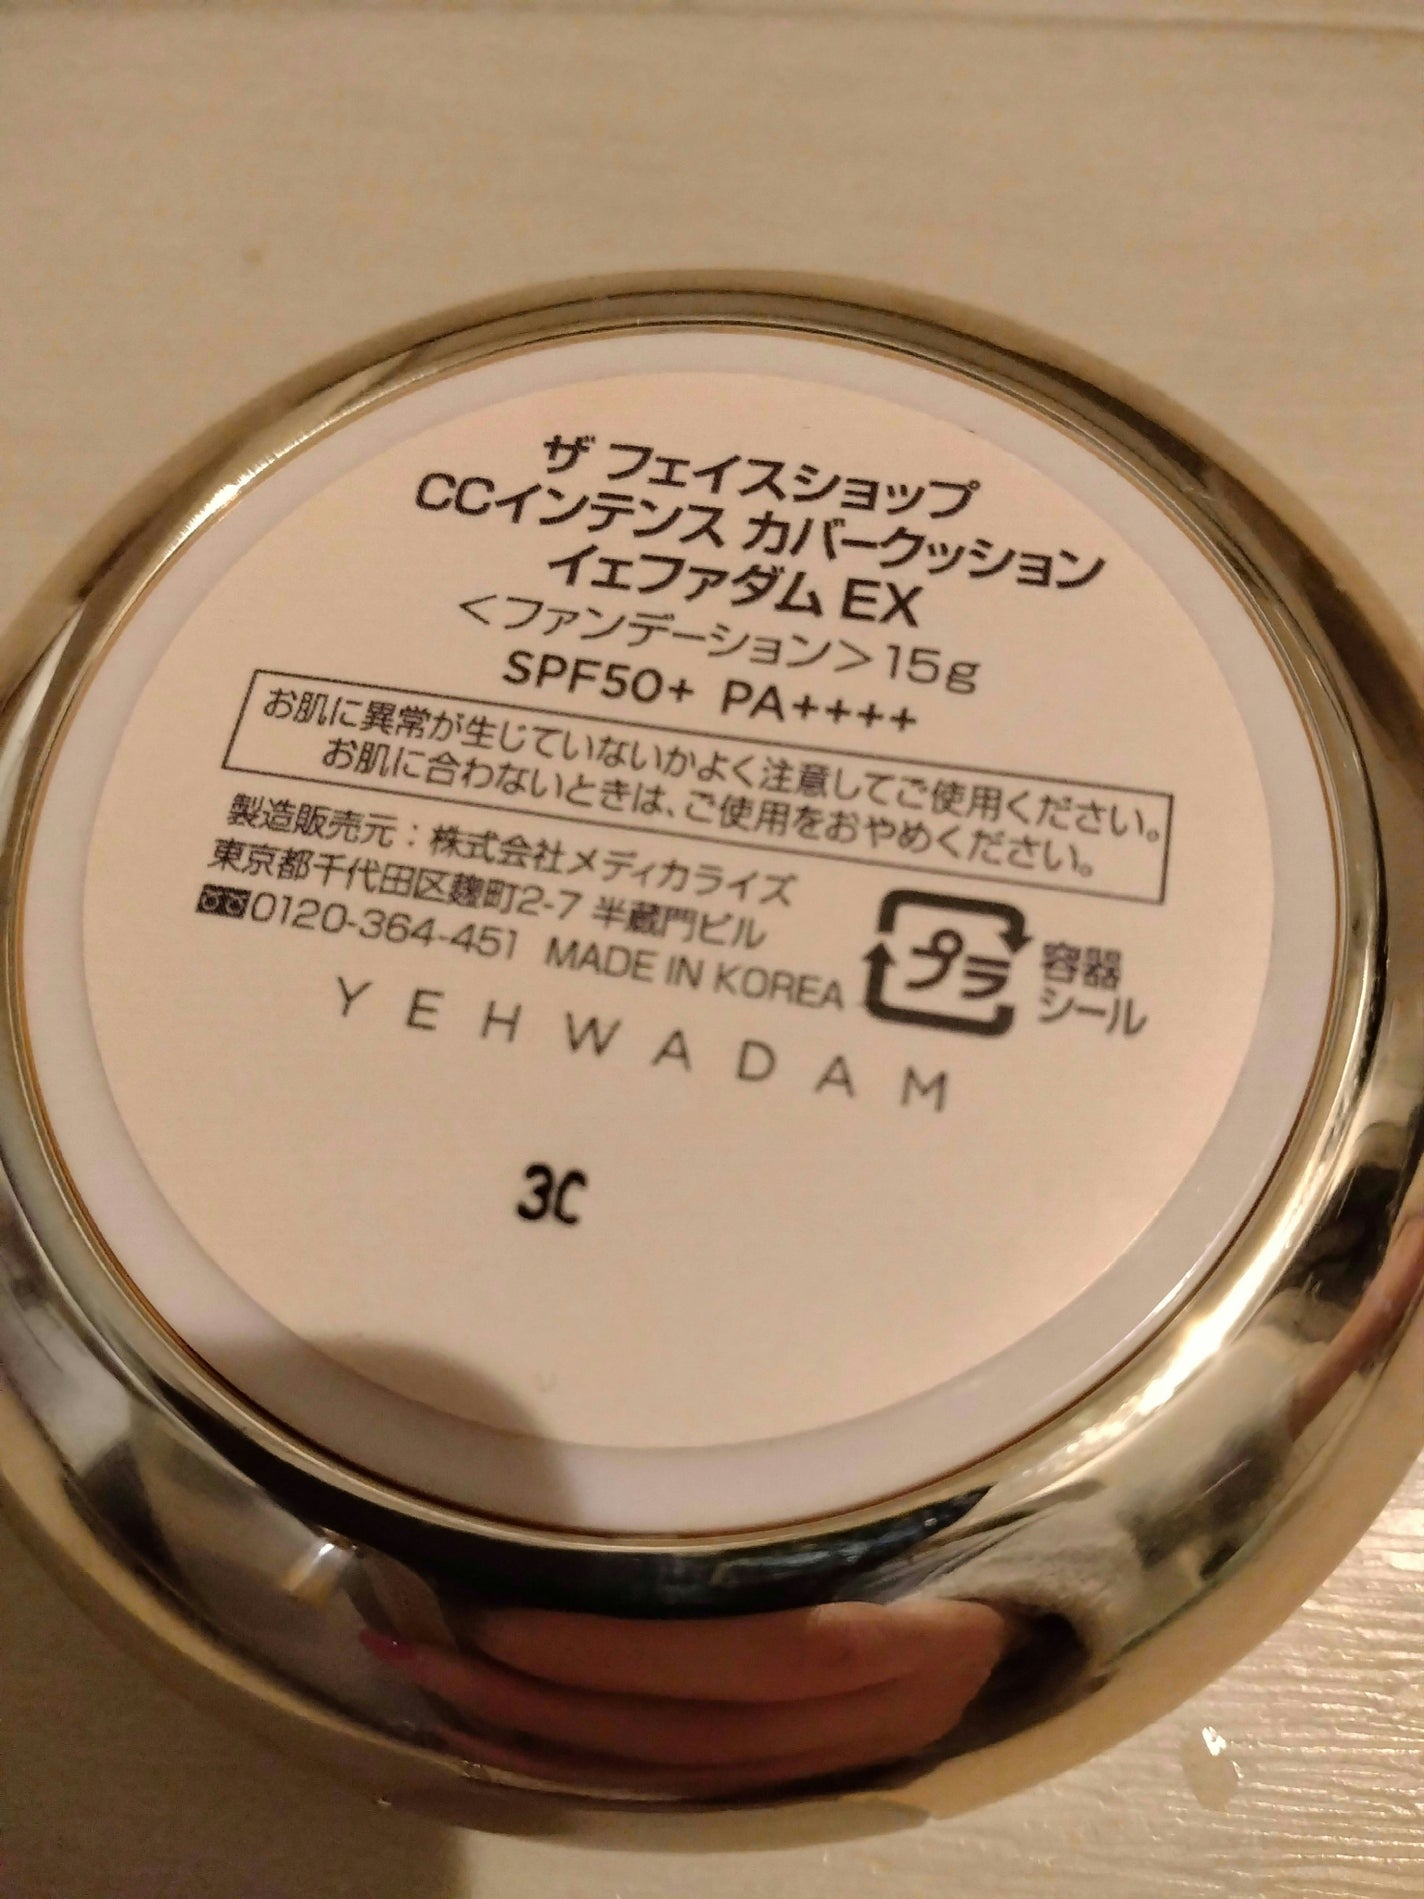 ザ フェイスショップ
CCインテンス カバークッション
イェファダム EX
＜ファンデーション＞15g
SPF50+ PA++++
お肌に異常が生じていないかよく注意してご使用ください。
お肌に合わないときは、ご使用をおやめください。
製造販売元：株式会社メディカライズ
東京都千代田区麹町2-7 半蔵門ビル
0120-364-451 MADE IN KOREA
プラ
容器
シール
YEHWADAM
3C